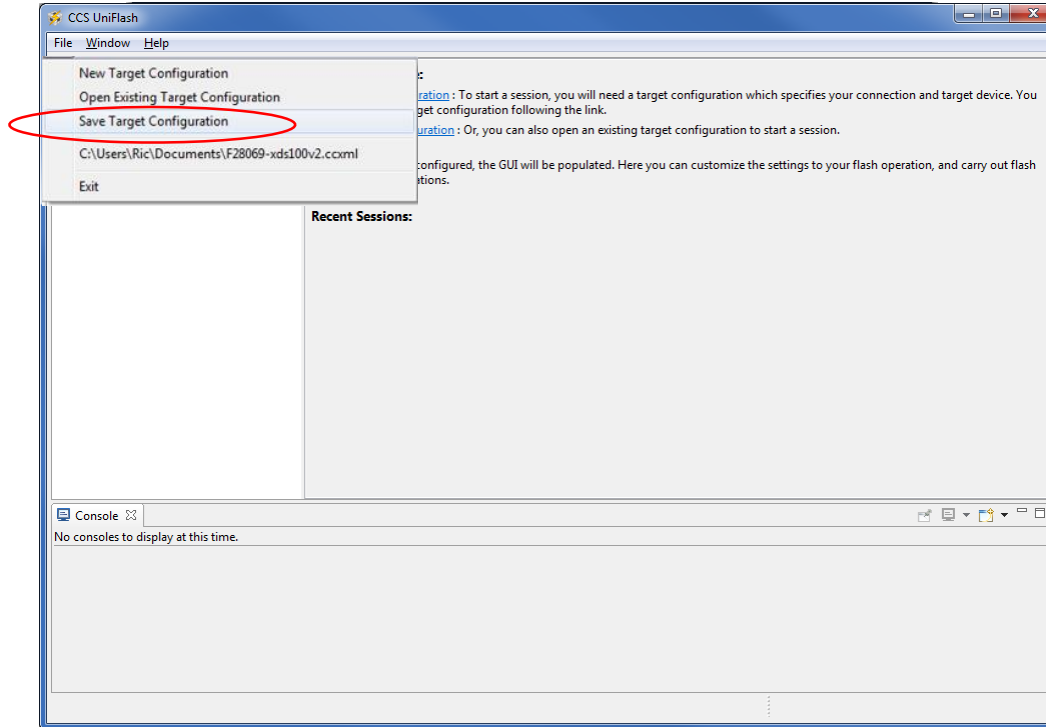 CCS UniFlash
File Window Help
New Target Configuration
Open Existing Target Configuration
Save Target Configuration
C:\Users\Ric\Documents\F28069-xds100v2.ccxml
Exit
: To start a session, you will need a target configuration which specifies your connection and target device. You
configuration following the link.
: Or, you can also open an existing target configuration to start a session.
configured, the GUI will be populated. Here you can customize the settings to your flash operation, and carry out flash
Recent Sessions:
Console
No consoles to display at this time.